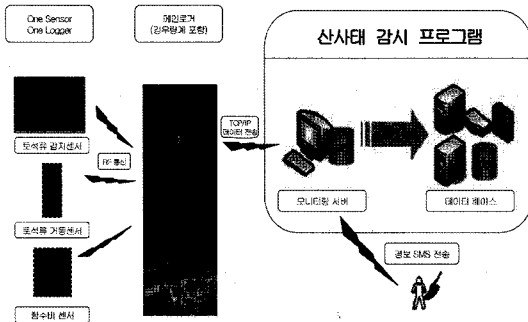 One Sensor
One Logger
메인로거
(강우량계 포함)
산사태 감시 프로그램
토석류 감지센서
RF 통신
TCP/IP
데이터 전송
토석류 거동센서
모니터링 서버
데이터 베이스
함수비 센서
경보 SMS 전송